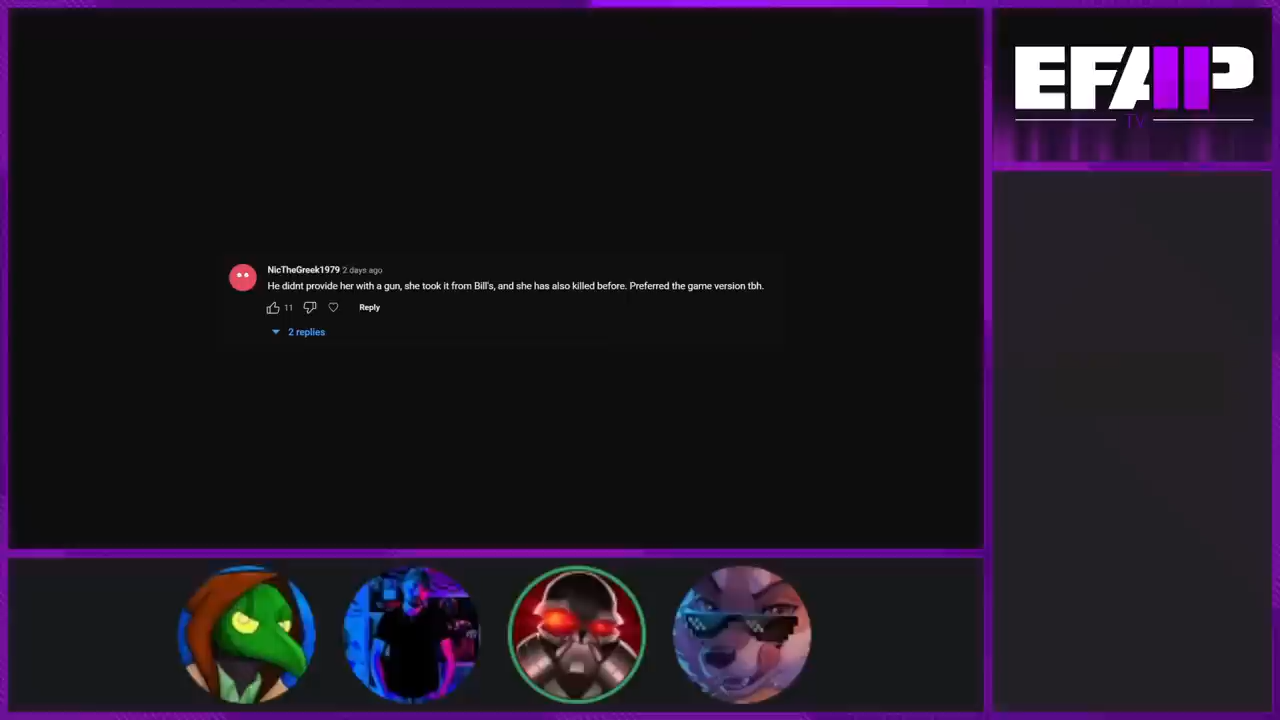 EFAP
TV
NicTheGreek1979 2 days ago
He didnt provide her with a gun, she took it from Bill's, and she has also killed before. Preferred the game version tbh.
11 Reply
2 replies